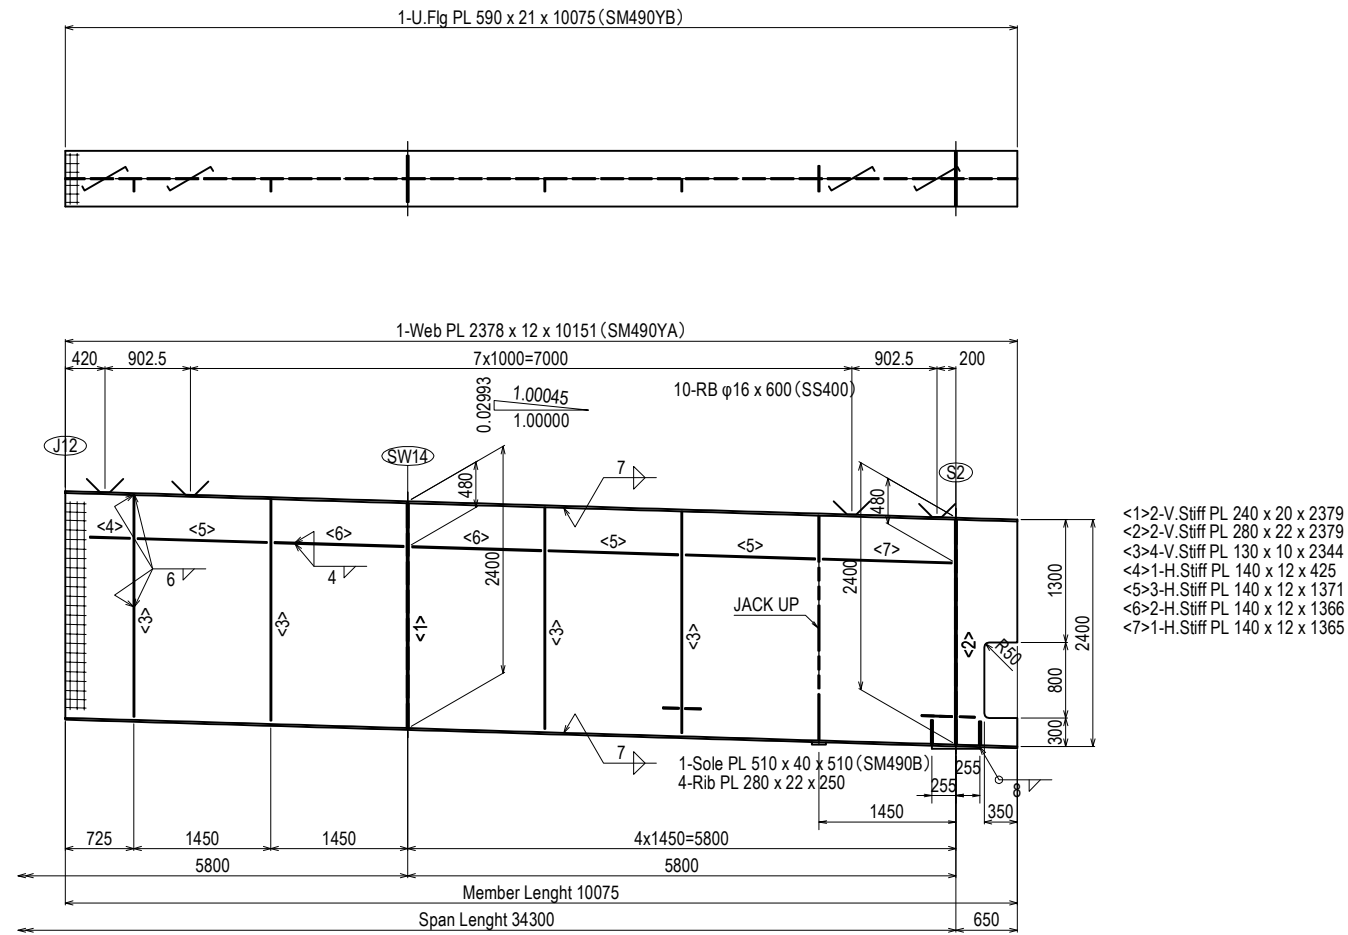 1-U.Flg PL 590 x 21 x 10075(SM490YB)
1-Web PL 2378 x 12 x 10151(SM490YA)
420
902.5
7x1000=7000
902.5
200
0.02993
1.00045
1.00000
10-RB φ16 x 600(SS400)
J12
SW14
S2
7
480
480
<4>
<5>
<6>
<6>
<5>
<5>
<7>
2400
2400
6
4
<3>
<3>
<1>
<3>
<3>
<2>
JACK UP
R50
1300
800
300
2400
<1>2-V.Stiff PL 240 x 20 x 2379
<2>2-V.Stiff PL 280 x 22 x 2379
<3>4-V.Stiff PL 130 x 10 x 2344
<4>1-H.Stiff PL 140 x 12 x 425
<5>3-H.Stiff PL 140 x 12 x 1371
<6>2-H.Stiff PL 140 x 12 x 1366
<7>1-H.Stiff PL 140 x 12 x 1365
7
1-Sole PL 510 x 40 x 510(SM490B)
4-Rib PL 280 x 22 x 250
255
255
8
1450
350
725
1450
1450
4x1450=5800
5800
5800
Member Lenght 10075
Span Lenght 34300
650